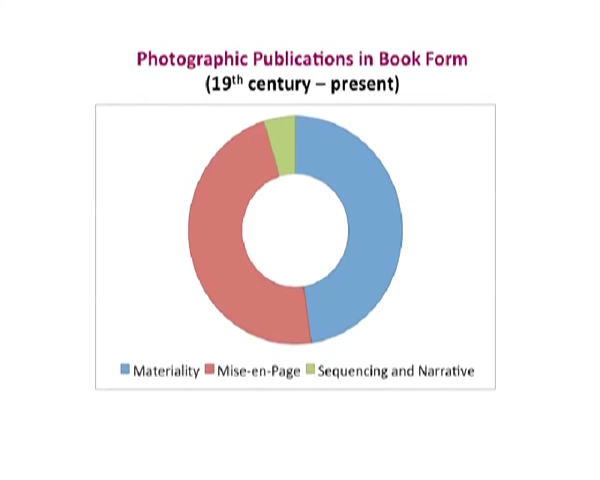 Photographic Publications in Book Form
(19th century – present)
Materiality Mise-en-Page Sequencing and Narrative